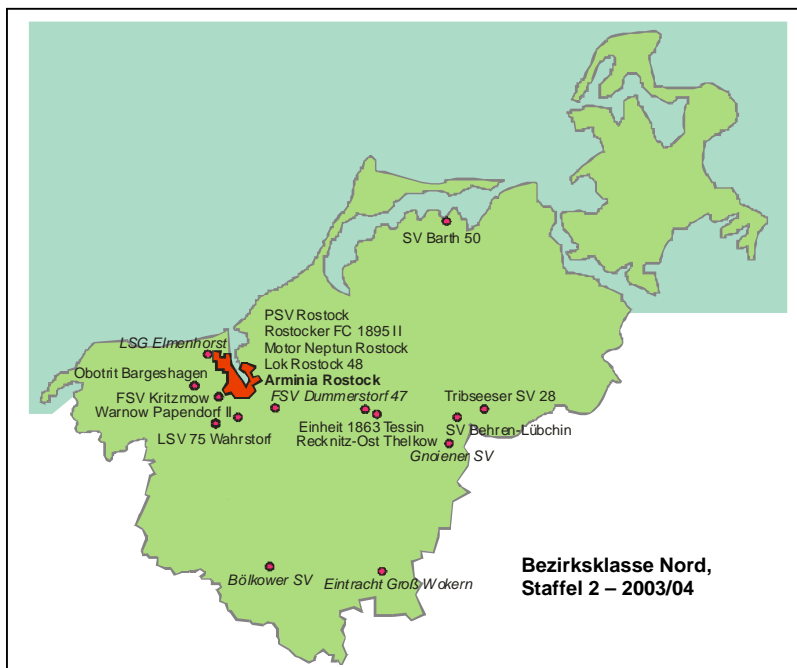 SV Barth 50
PSV Rostock
Rostocker FC 1895 II
Motor Neptun Rostock
Lok Rostock 48
Arminia Rostock
LSG Elmenhorst
Obotrit Bargeshagen
FSV Kritzmow
Warnow Papendorf II
LSV 75 Wahrstorf
FSV Dummerstorf 47
Einheit 1863 Tessin
Recknitz-Ost Thelkow
Tribseeser SV 28
SV Behren-Lübchin
Gnoiener SV
Bölkower SV
Eintracht Groß Wokern
Bezirksklasse Nord,
Staffel 2 – 2003/04